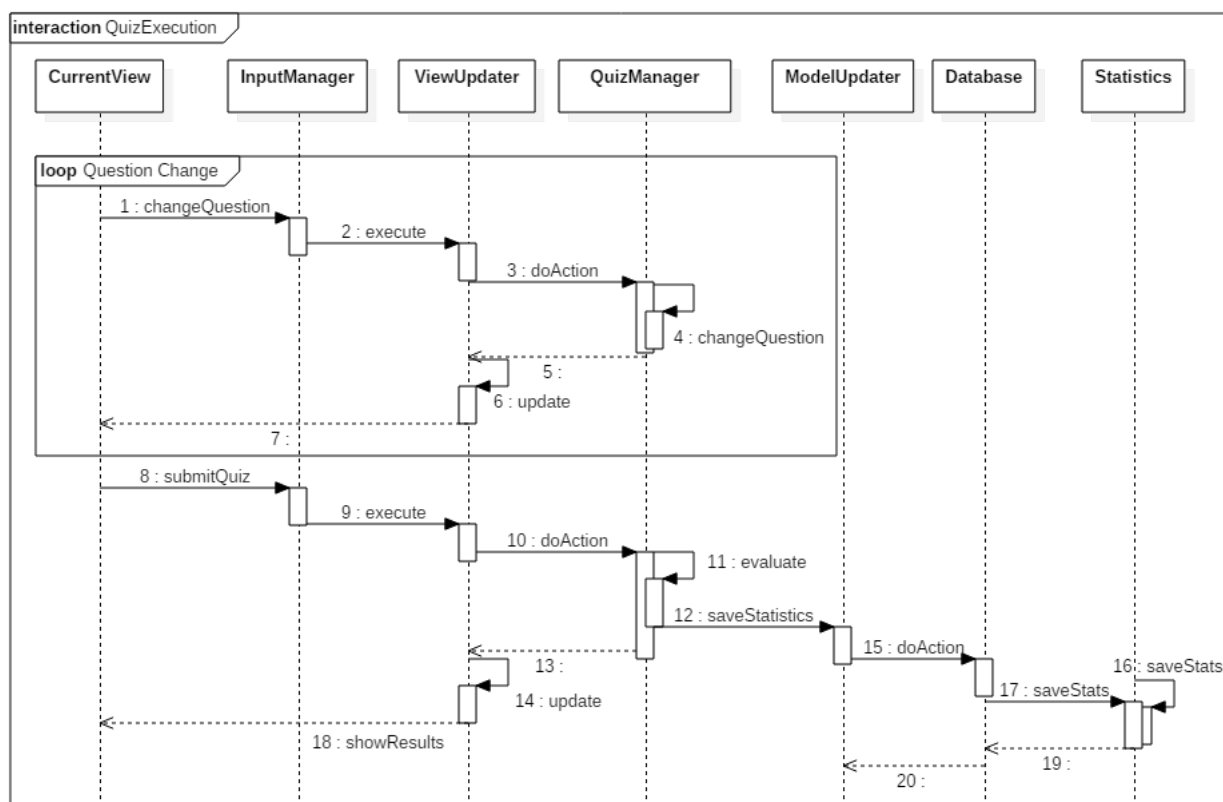 interaction QuizExecution
CurrentView
InputManager
ViewUpdater
QuizManager
ModelUpdater
Database
Statistics
loop Question Change
1 : changeQuestion
2 : execute
3 : doAction
4 : changeQuestion
5 :
6 : update
7 :
8 : submitQuiz
9 : execute
10 : doAction
11 : evaluate
12 : saveStatistics
15 : doAction
13 :
16 : saveStats
17 : saveStats
14 : update
18 : showResults
19 :
20 :